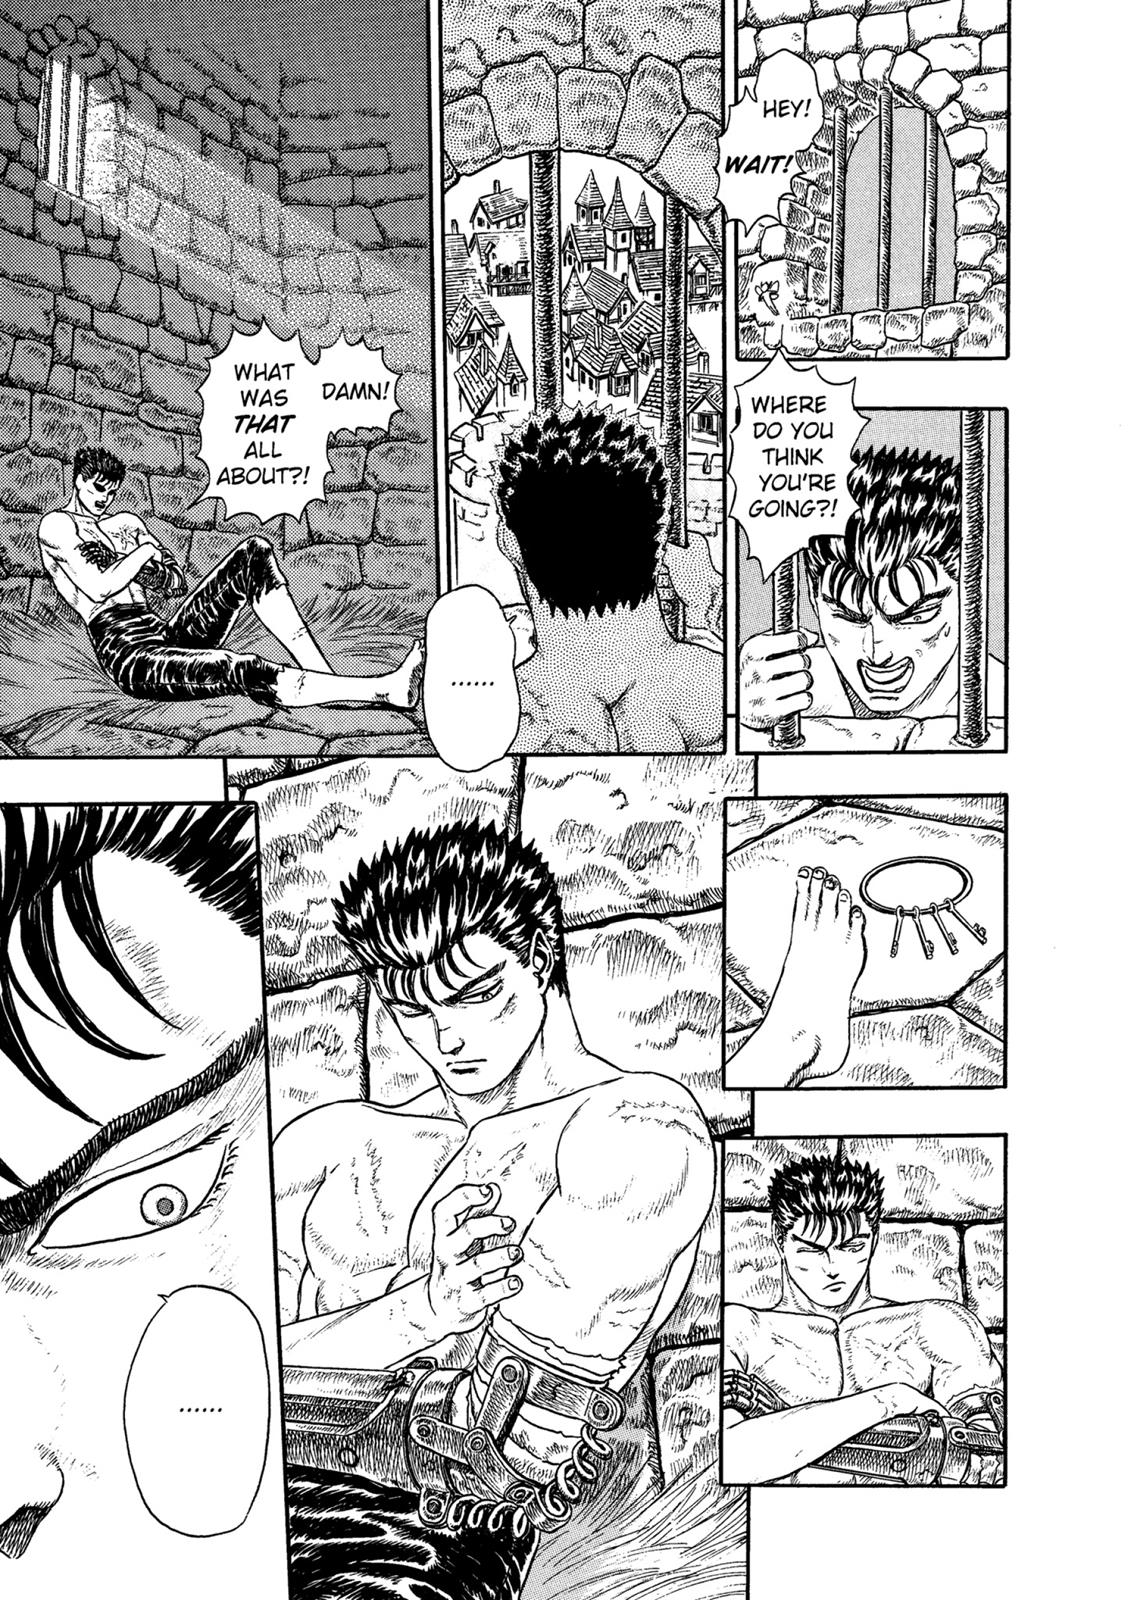 HEY!
WAIT!
WHERE
DO YOU
THINK
YOU'RE
GOING?!
......
DAMN!
WHAT
WAS
THAT
ALL
ABOUT?!
......